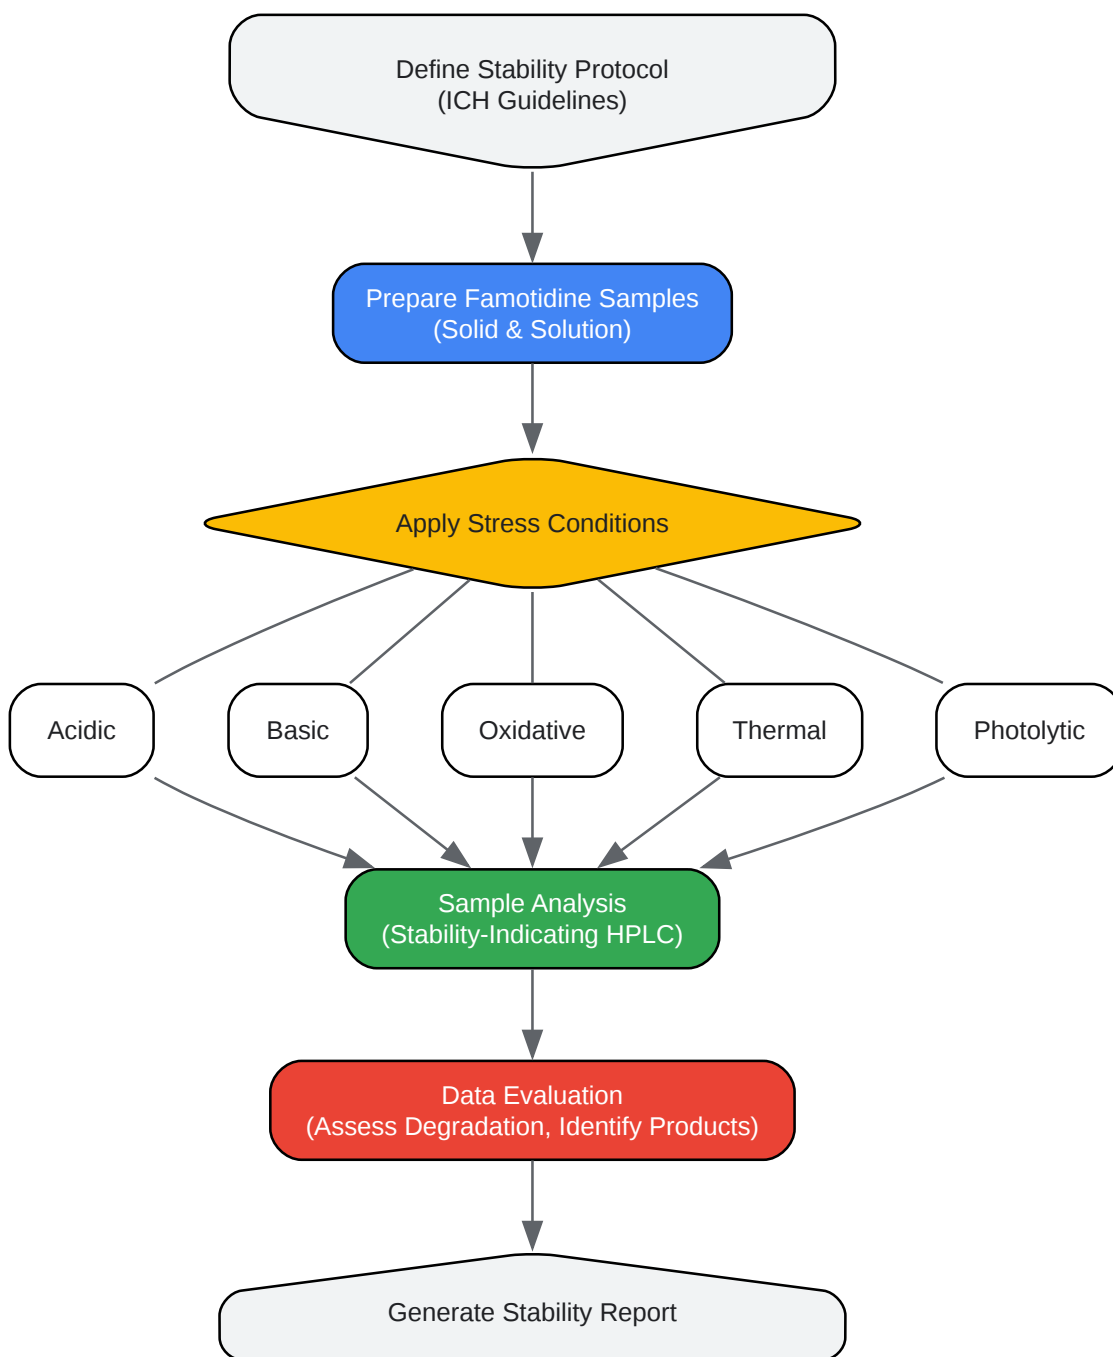 Define Stability Protocol
(ICH Guidelines)
Prepare Famotidine Samples
(Solid & Solution)
Apply Stress Conditions
Acidic
Basic
Oxidative
Thermal
Photolytic
Sample Analysis
(Stability-Indicating HPLC)
Data Evaluation
(Assess Degradation, Identify Products)
Generate Stability Report